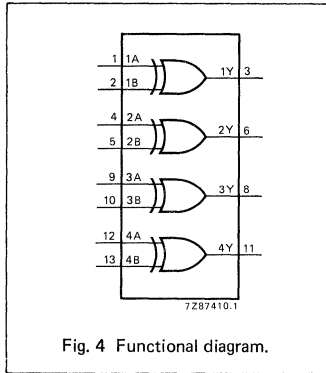 1 1A
2 1B
1Y 3
4 2A
5 2B
2Y 6
9 3A
10 3B
3Y 8
12 4A
13 4B
4Y 11
7Z87410.1
Fig. 4 Functional diagram.